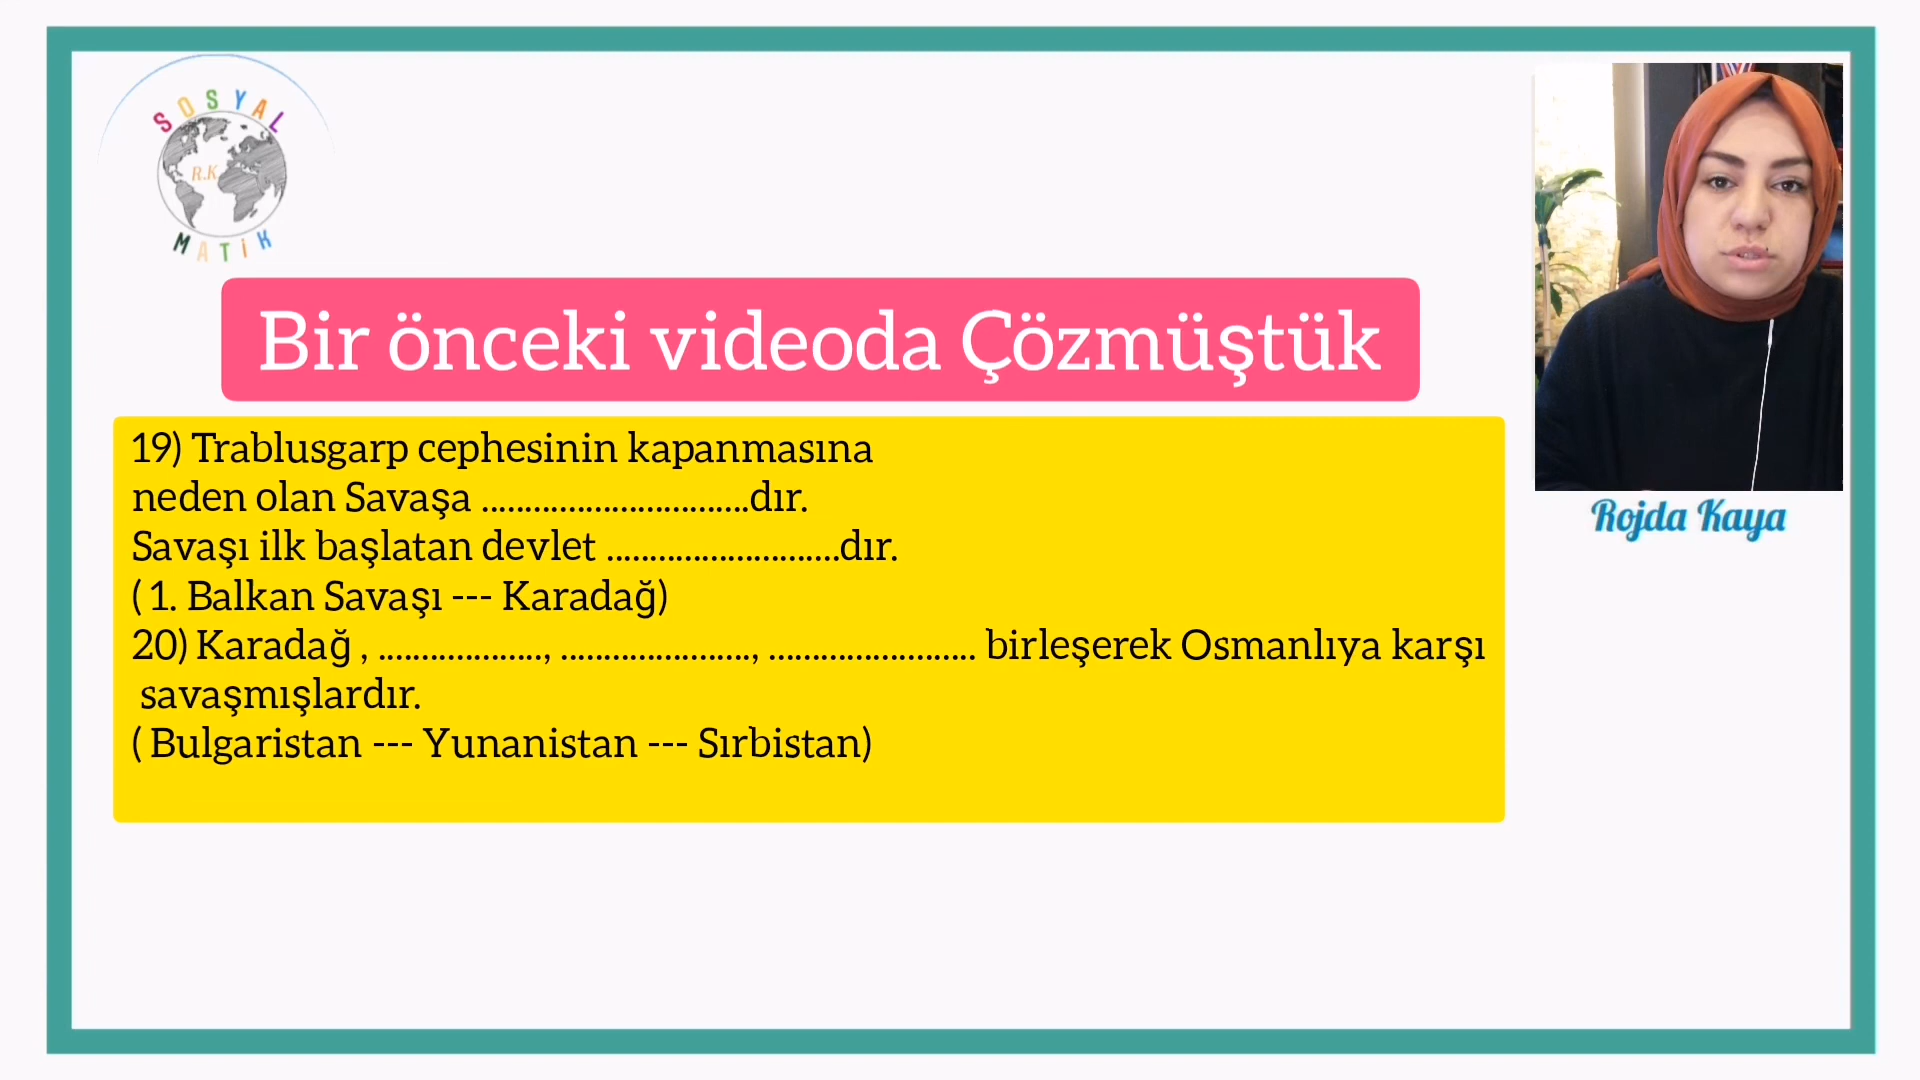 SOSYAL
R.K.
MATİK
Bir önceki videoda Çözmüştük
19) Trablusgarp cephesinin kapanmasına
neden olan Savaşa ...............................dır.
Savaşı ilk başlatan devlet ...........................dır.
( 1. Balkan Savaşı --- Karadağ)
20) Karadağ , ..................., ......................, ........................ birleşerek Osmanlıya karşı
savaşmışlardır.
( Bulgaristan --- Yunanistan --- Sırbistan)
Rojda Kaya